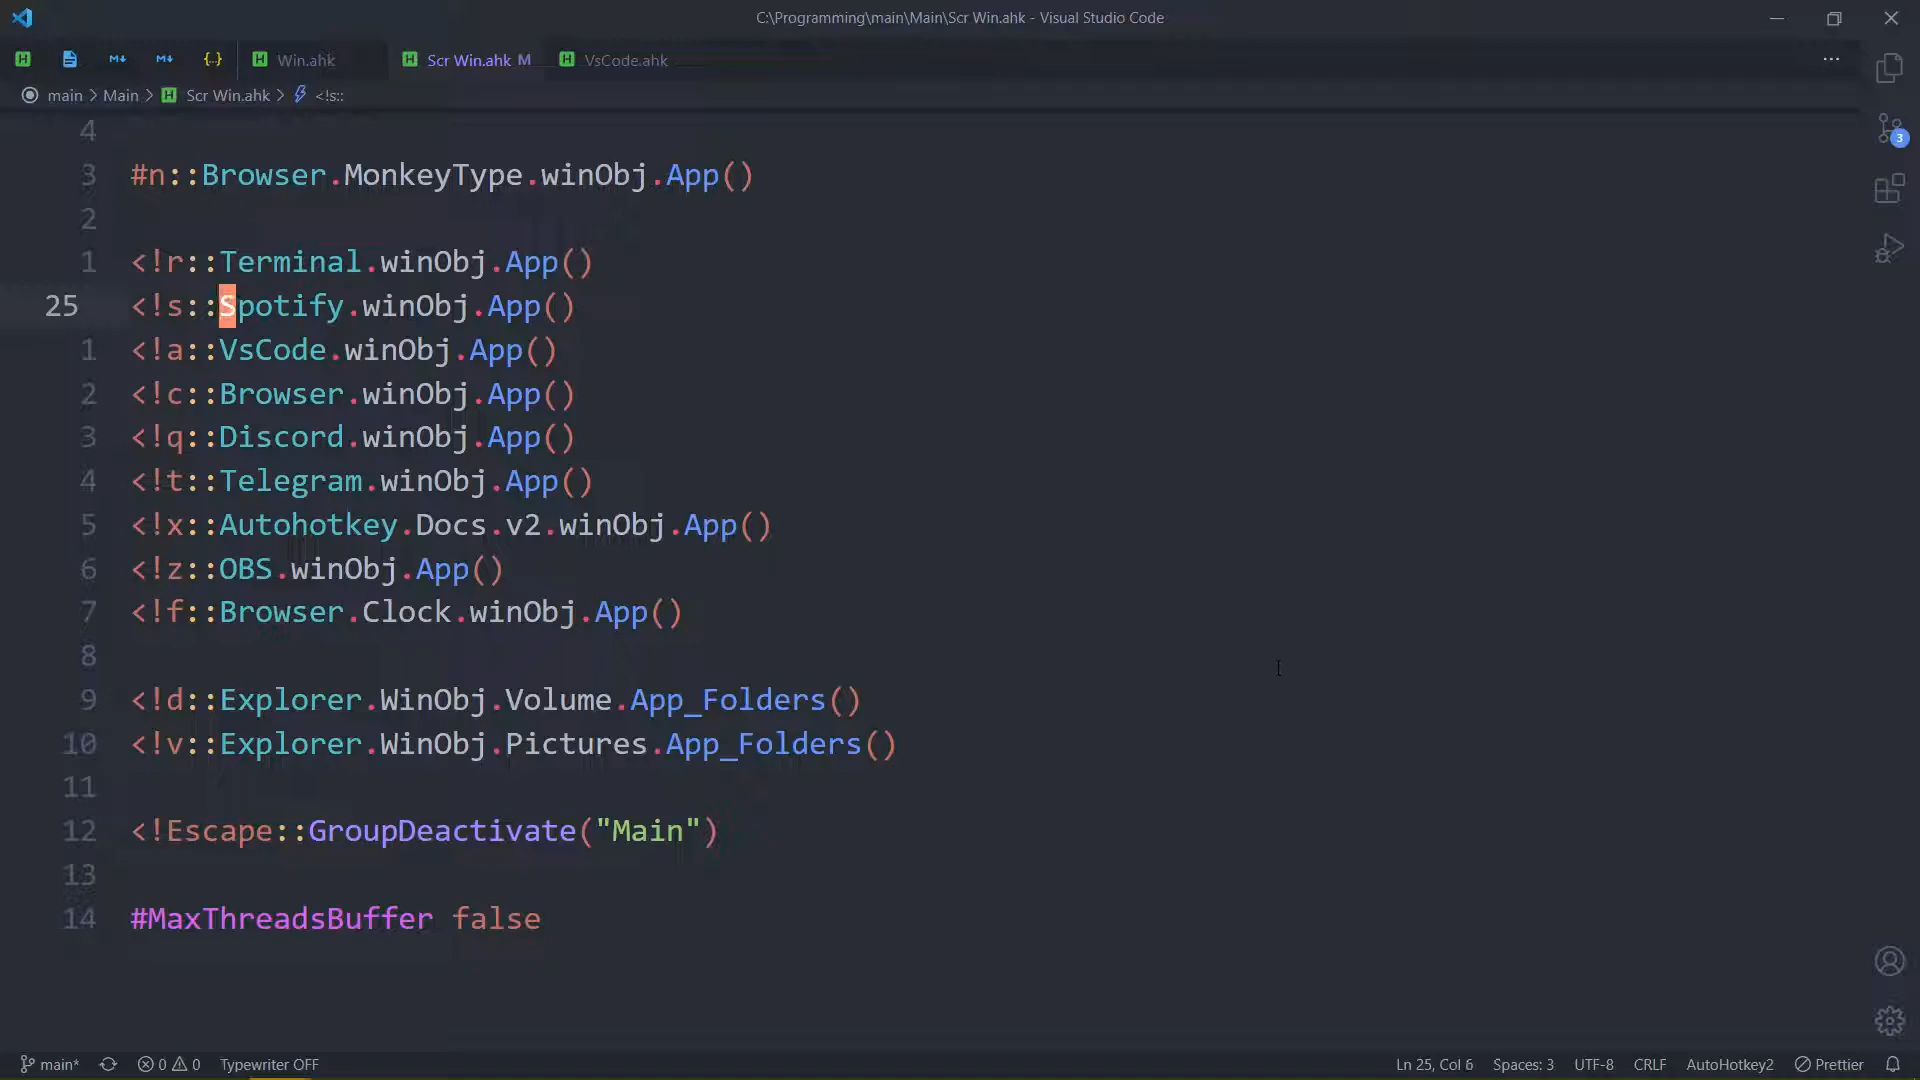 C:\Programming\main\Main\Scr Win.ahk - Visual Studio Code
Win.ahk
Scr Win.ahk M
VsCode.ahk
main > Main > Scr Win.ahk > <!s::
3
4
3 #n::Browser.MonkeyType.winObj.App()
2
1 <!r::Terminal.winObj.App()
25 <!s::Spotify.winObj.App()
1 <!a::VsCode.winObj.App()
2 <!c::Browser.winObj.App()
3 <!q::Discord.winObj.App()
4 <!t::Telegram.winObj.App()
5 <!x::Autohotkey.Docs.v2.winObj.App()
6 <!z::OBS.winObj.App()
7 <!f::Browser.Clock.winObj.App()
8
9 <!d::Explorer.WinObj.Volume.App_Folders()
10 <!v::Explorer.WinObj.Pictures.App_Folders()
11
12 <!Escape::GroupDeactivate("Main")
13
14 #MaxThreadsBuffer false
main* 0 0 Typewriter OFF Ln 25, Col 6 Spaces: 3 UTF-8 CRLF AutoHotkey2 Prettier